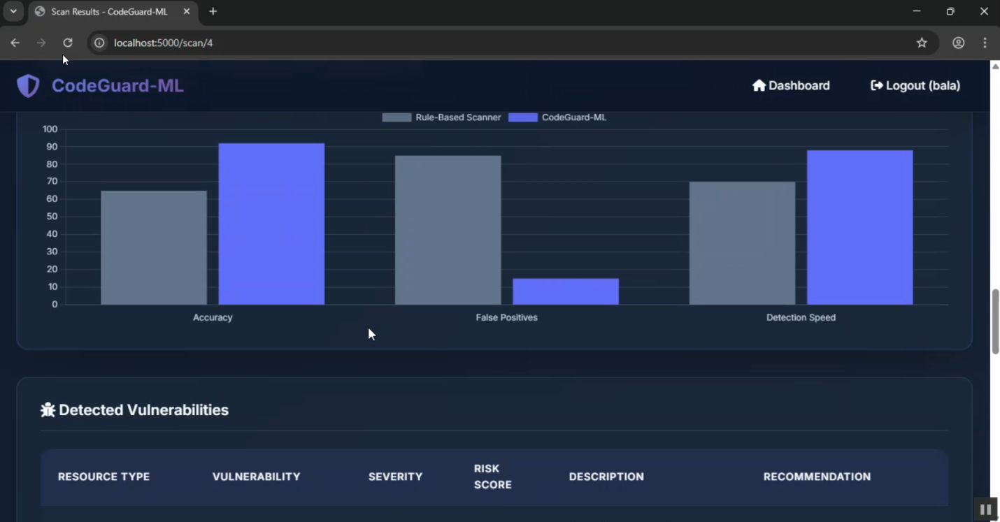 Scan Results - CodeGuard-ML
localhost:5000/scan/4
CodeGuard-ML
Dashboard
Logout (bala)
Rule-Based Scanner
CodeGuard-ML
100
90
80
70
60
50
40
30
20
10
0
Accuracy
False Positives
Detection Speed
Detected Vulnerabilities
RESOURCE TYPE
VULNERABILITY
SEVERITY
RISK
SCORE
DESCRIPTION
RECOMMENDATION